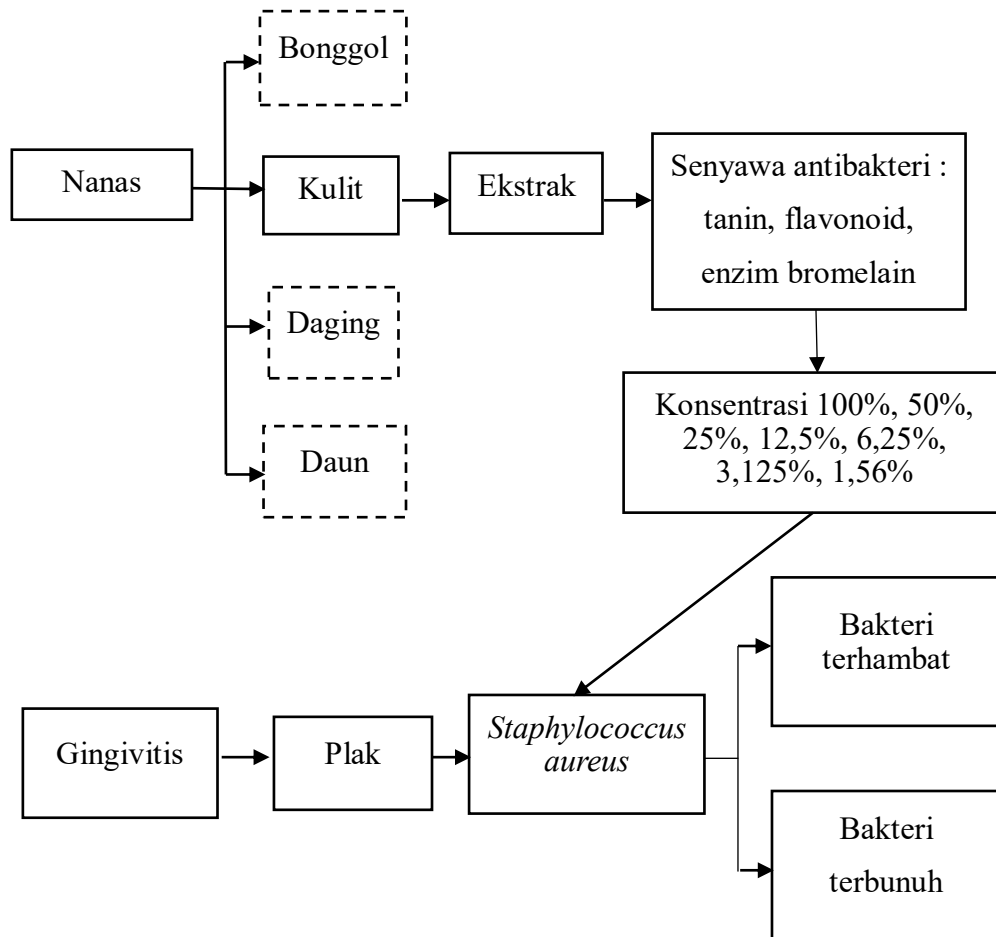 Bonggol
Nanas
Kulit
Ekstrak
Senyawa antibakteri :
tanin, flavonoid,
enzim bromelain
Daging
Daun
Konsentrasi 100%, 50%,
25%, 12,5%, 6,25%,
3,125%, 1,56%
Gingivitis
Plak
Staphylococcus
aureus
Bakteri
terhambat
Bakteri
terbunuh